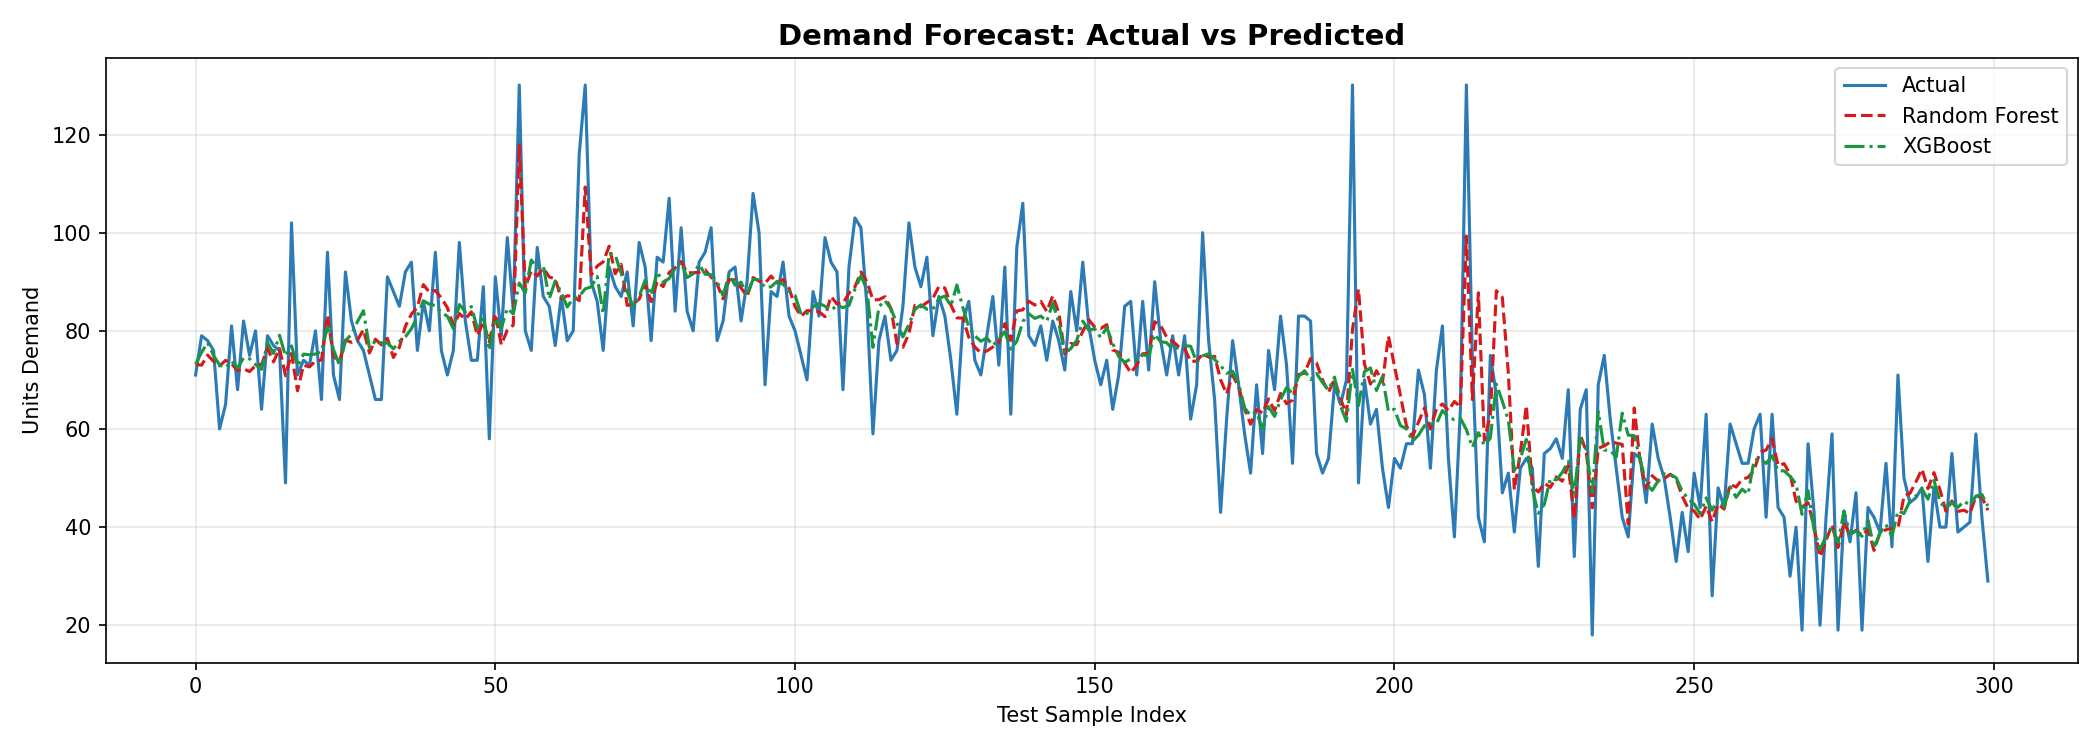 Demand Forecast: Actual vs Predicted
Actual
Random Forest
XGBoost
Units Demand
120
100
80
60
40
20
0 50 100 150 200 250 300
Test Sample Index